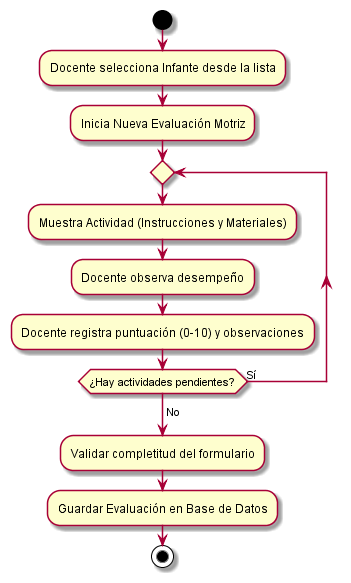 Docente selecciona Infante desde la lista
Inicia Nueva Evaluación Motriz
Muestra Actividad (Instrucciones y Materiales)
Docente observa desempeño
Docente registra puntuación (0-10) y observaciones
¿Hay actividades pendientes?
Sí
No
Validar completitud del formulario
Guardar Evaluación en Base de Datos